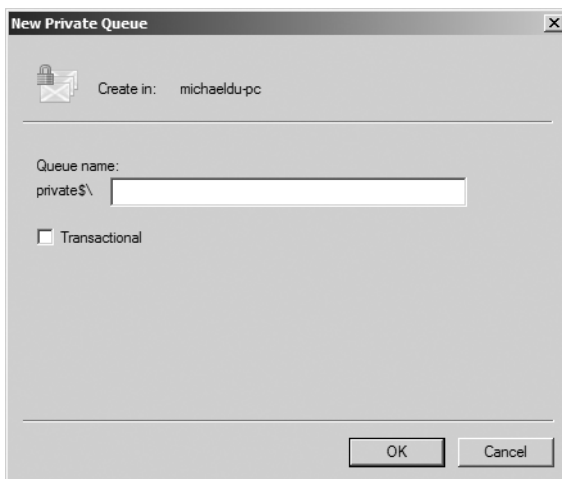 New Private Queue
Create in: michaeldu-pc
Queue name:
private$\
Transactional
OK Cancel